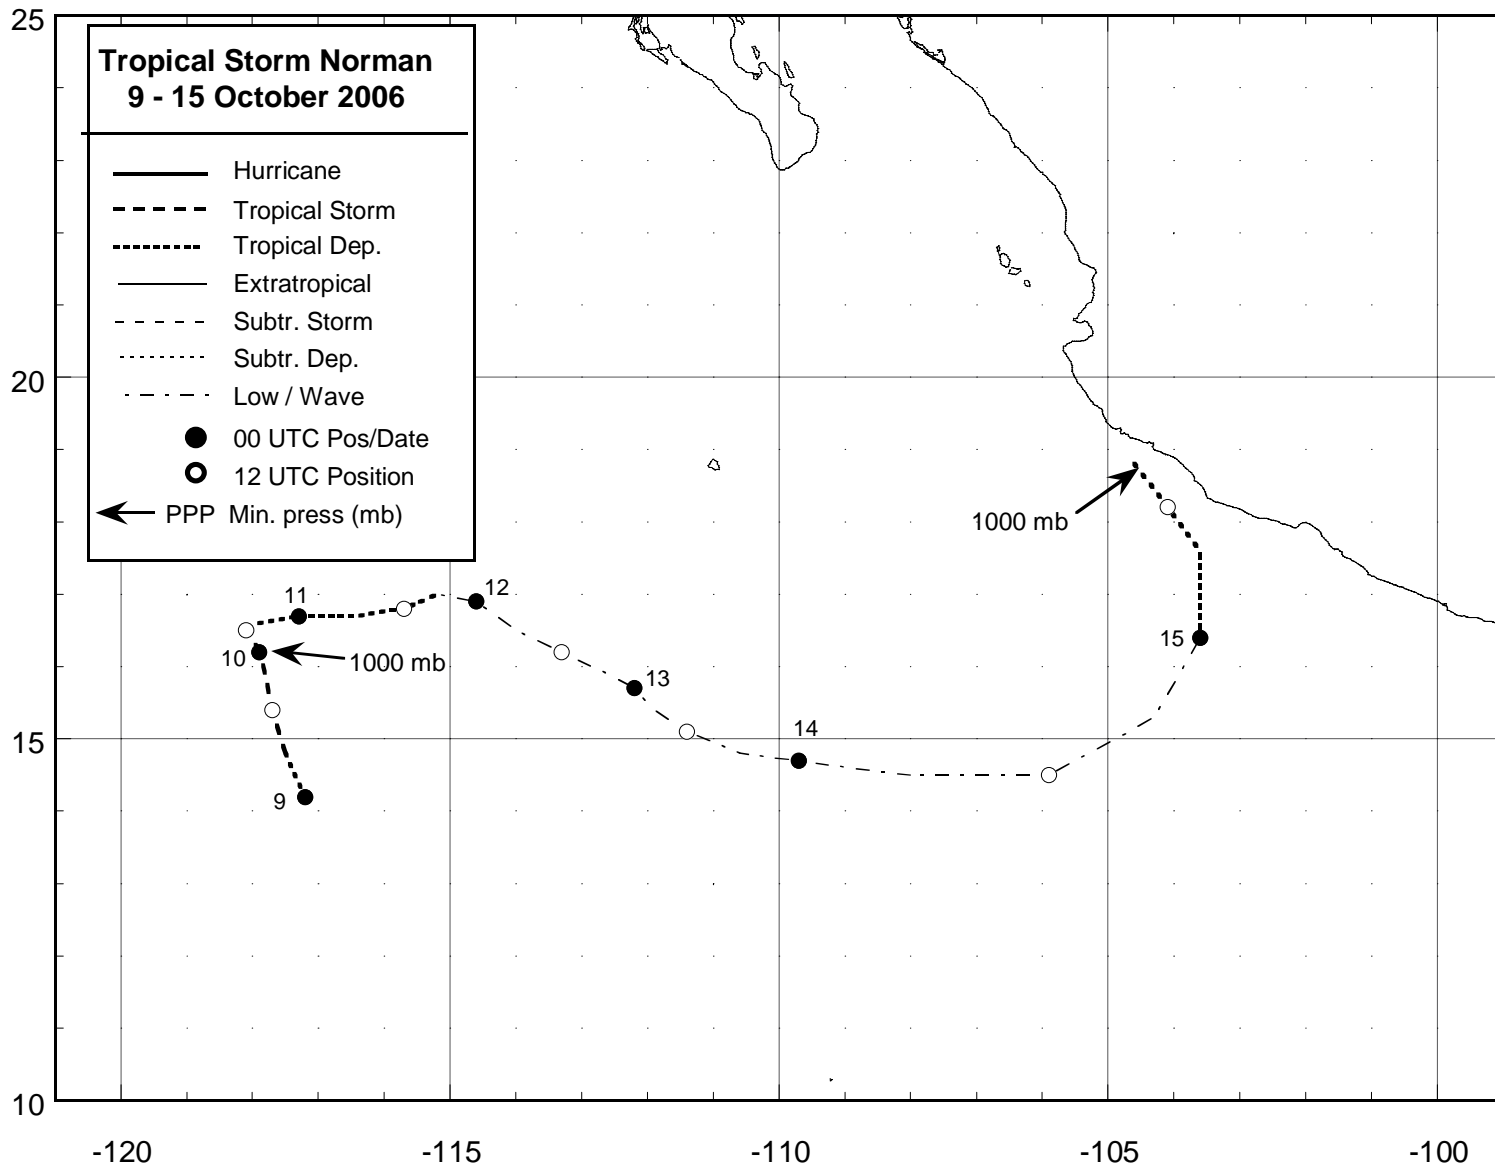 25
Tropical Storm Norman
9 - 15 October 2006
Hurricane
Tropical Storm
Tropical Dep.
Extratropical
Subtr. Storm
Subtr. Dep.
Low / Wave
00 UTC Pos/Date
12 UTC Position
PPP Min. press (mb)
20
1000 mb
11
12
15
10
1000 mb
13
14
15
9
10
-120
-115
-110
-105
-100